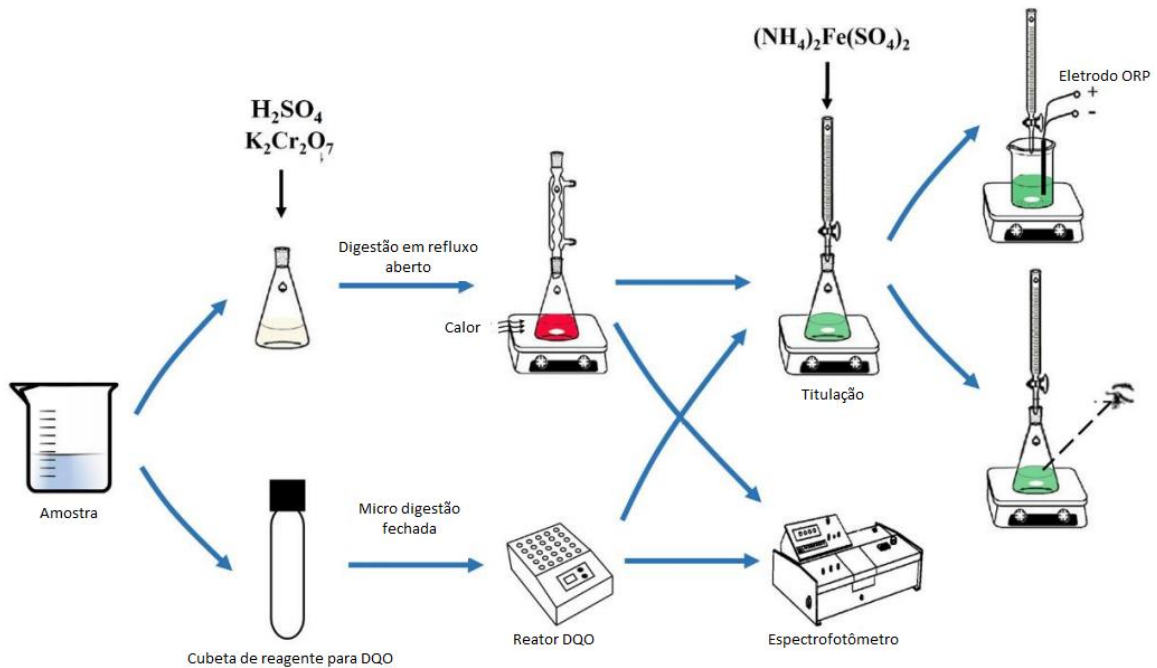 (NH4)2Fe(SO4)2
Eletrodo ORP
+
-
H2SO4
K2Cr2O7
Digestão em refluxo
aberto
Calor
Titulação
Amostra
Micro digestão
fechada
Reator DQO
Espectrofotômetro
Cubeta de reagente para DQO